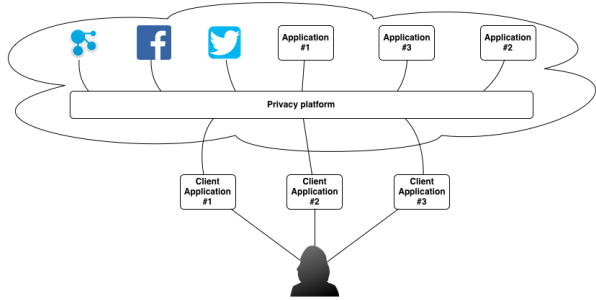 Application
#1
Application
#3
Application
#2
Privacy platform
Client
Application
#1
Client
Application
#2
Client
Application
#3